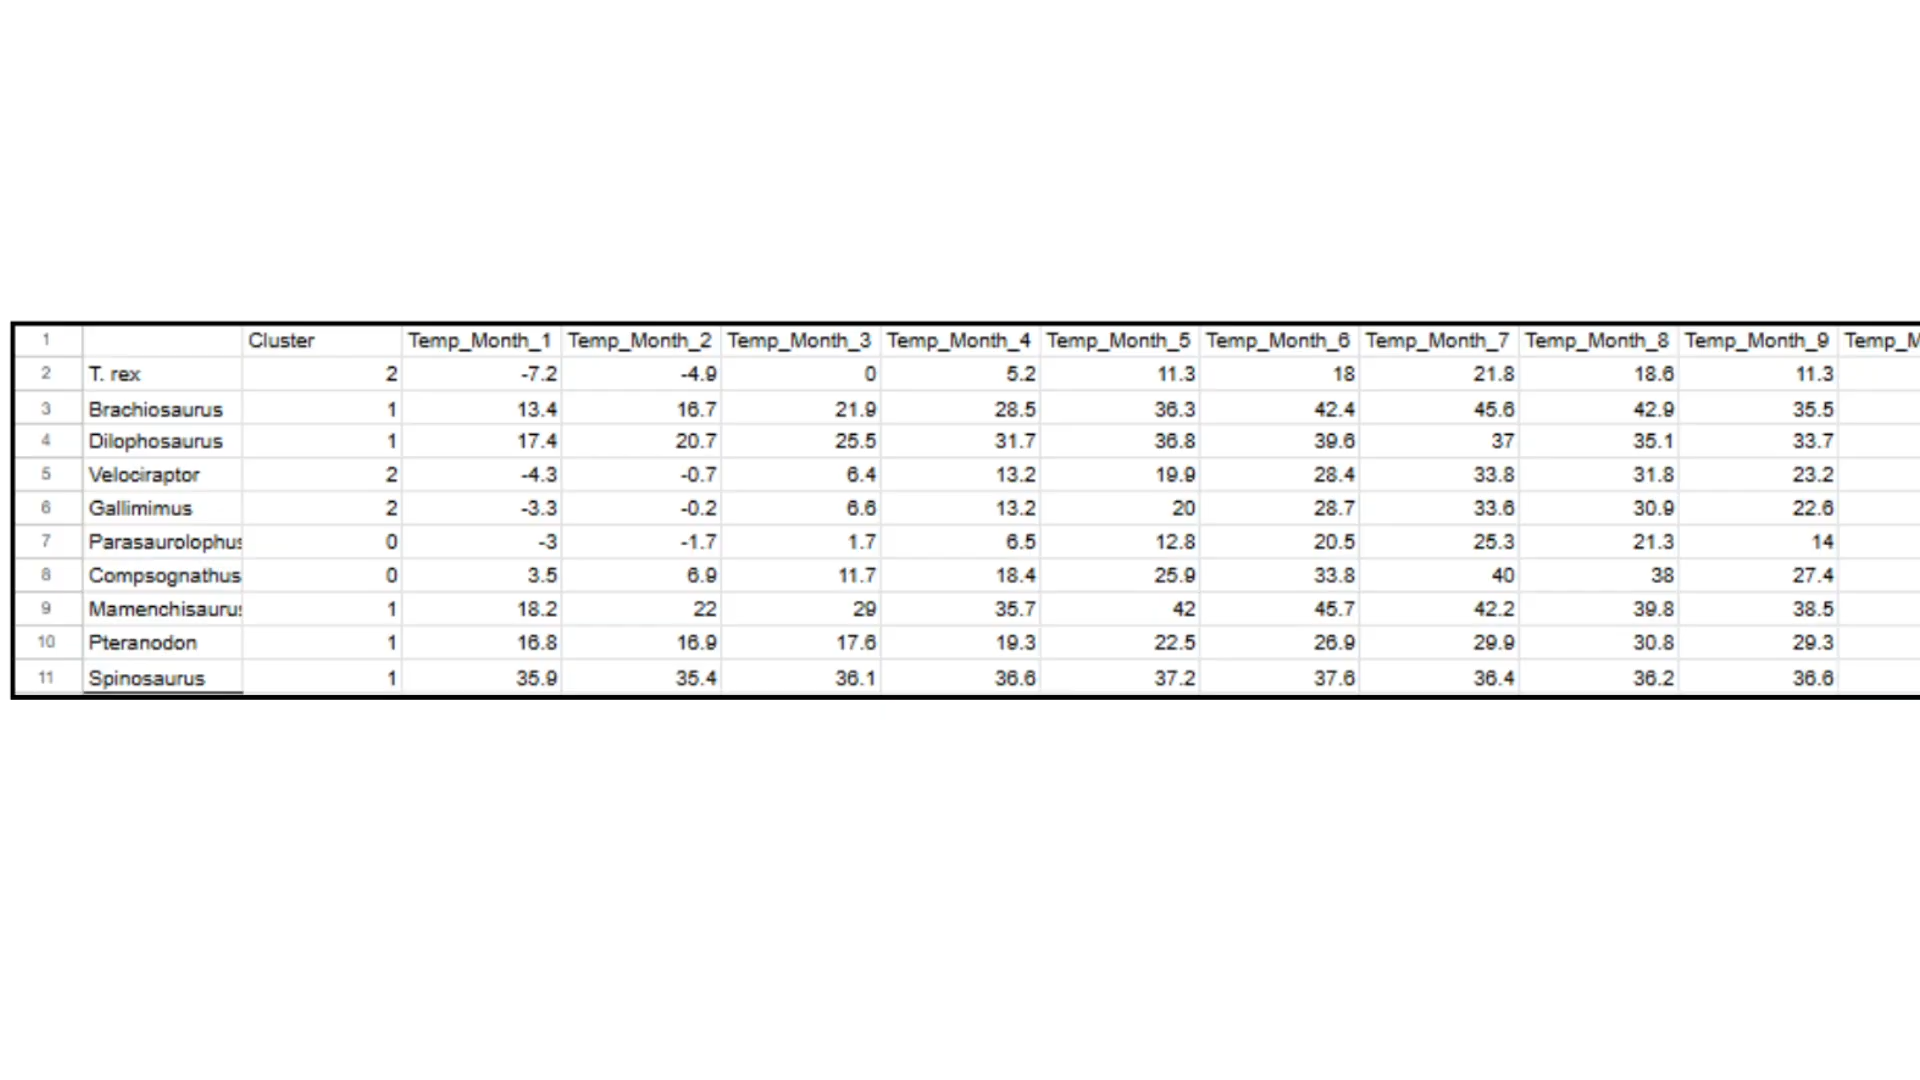 1 Cluster Temp_Month_1 Temp_Month_2 Temp_Month_3 Temp_Month_4 Temp_Month_5 Temp_Month_6 Temp_Month_7 Temp_Month_8 Temp_Month_9 Temp_M
2 T. rex 2 -7.2 -4.9 0 5.2 11.3 18 21.8 18.6 11.3
3 Brachiosaurus 1 13.4 16.7 21.9 28.5 36.3 42.4 45.6 42.9 35.5
4 Dilophosaurus 1 17.4 20.7 25.5 31.7 36.8 39.6 37 35.1 33.7
5 Velociraptor 2 -4.3 -0.7 6.4 13.2 19.9 28.4 33.8 31.8 23.2
6 Gallimimus 2 -3.3 -0.2 6.6 13.2 20 28.7 33.6 30.9 22.6
7 Parasaurolophus 0 -3 -1.7 1.7 6.5 12.8 20.5 25.3 21.3 14
8 Compsognathus 0 3.5 6.9 11.7 18.4 25.9 33.8 40 38 27.4
9 Mamenchisaurus 1 18.2 22 29 35.7 42 45.7 42.2 39.8 38.5
10 Pteranodon 1 16.8 16.9 17.6 19.3 22.5 26.9 29.9 30.8 29.3
11 Spinosaurus 1 35.9 35.4 36.1 36.6 37.2 37.6 36.4 36.2 36.6